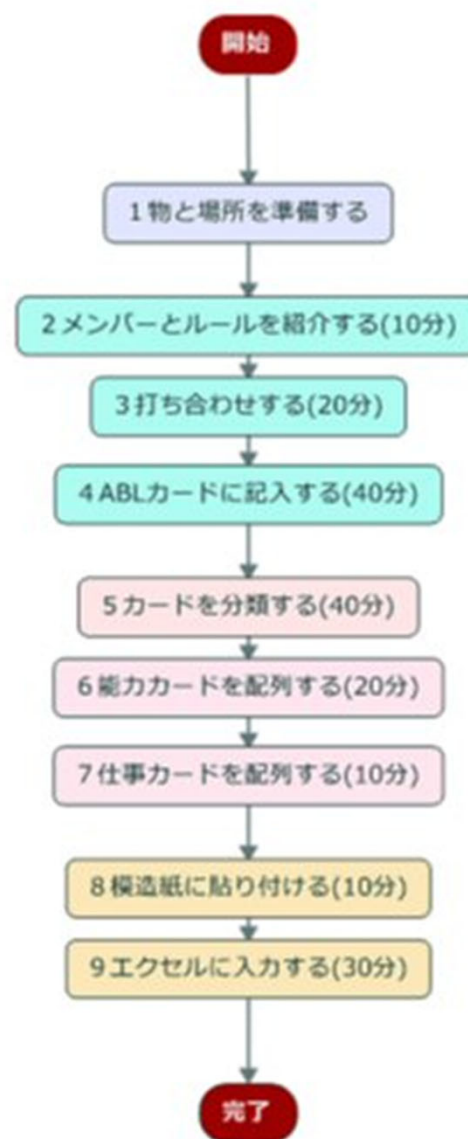 開始
1 物と場所を準備する
2 メンバーとルールを紹介する(10分)
3 打ち合わせする(20分)
4 ABLカードに記入する(40分)
5 カードを分類する(40分)
6 能力カードを配列する(20分)
7 仕事カードを配列する(10分)
8 模造紙に貼り付ける(10分)
9 エクセルに入力する(30分)
完了